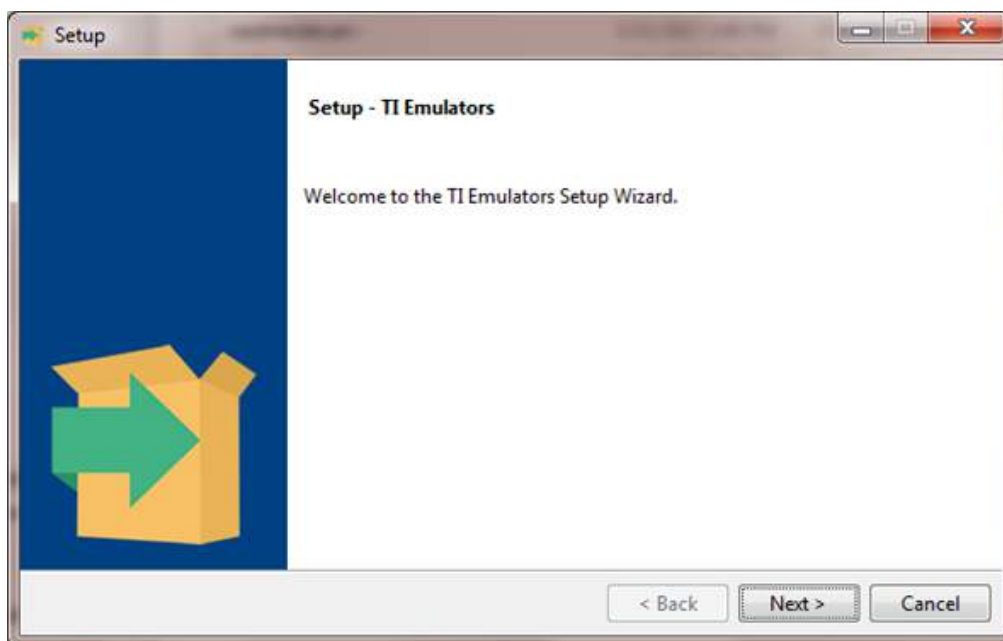 Setup
Setup - TI Emulators
Welcome to the TI Emulators Setup Wizard.
< Back
Next >
Cancel